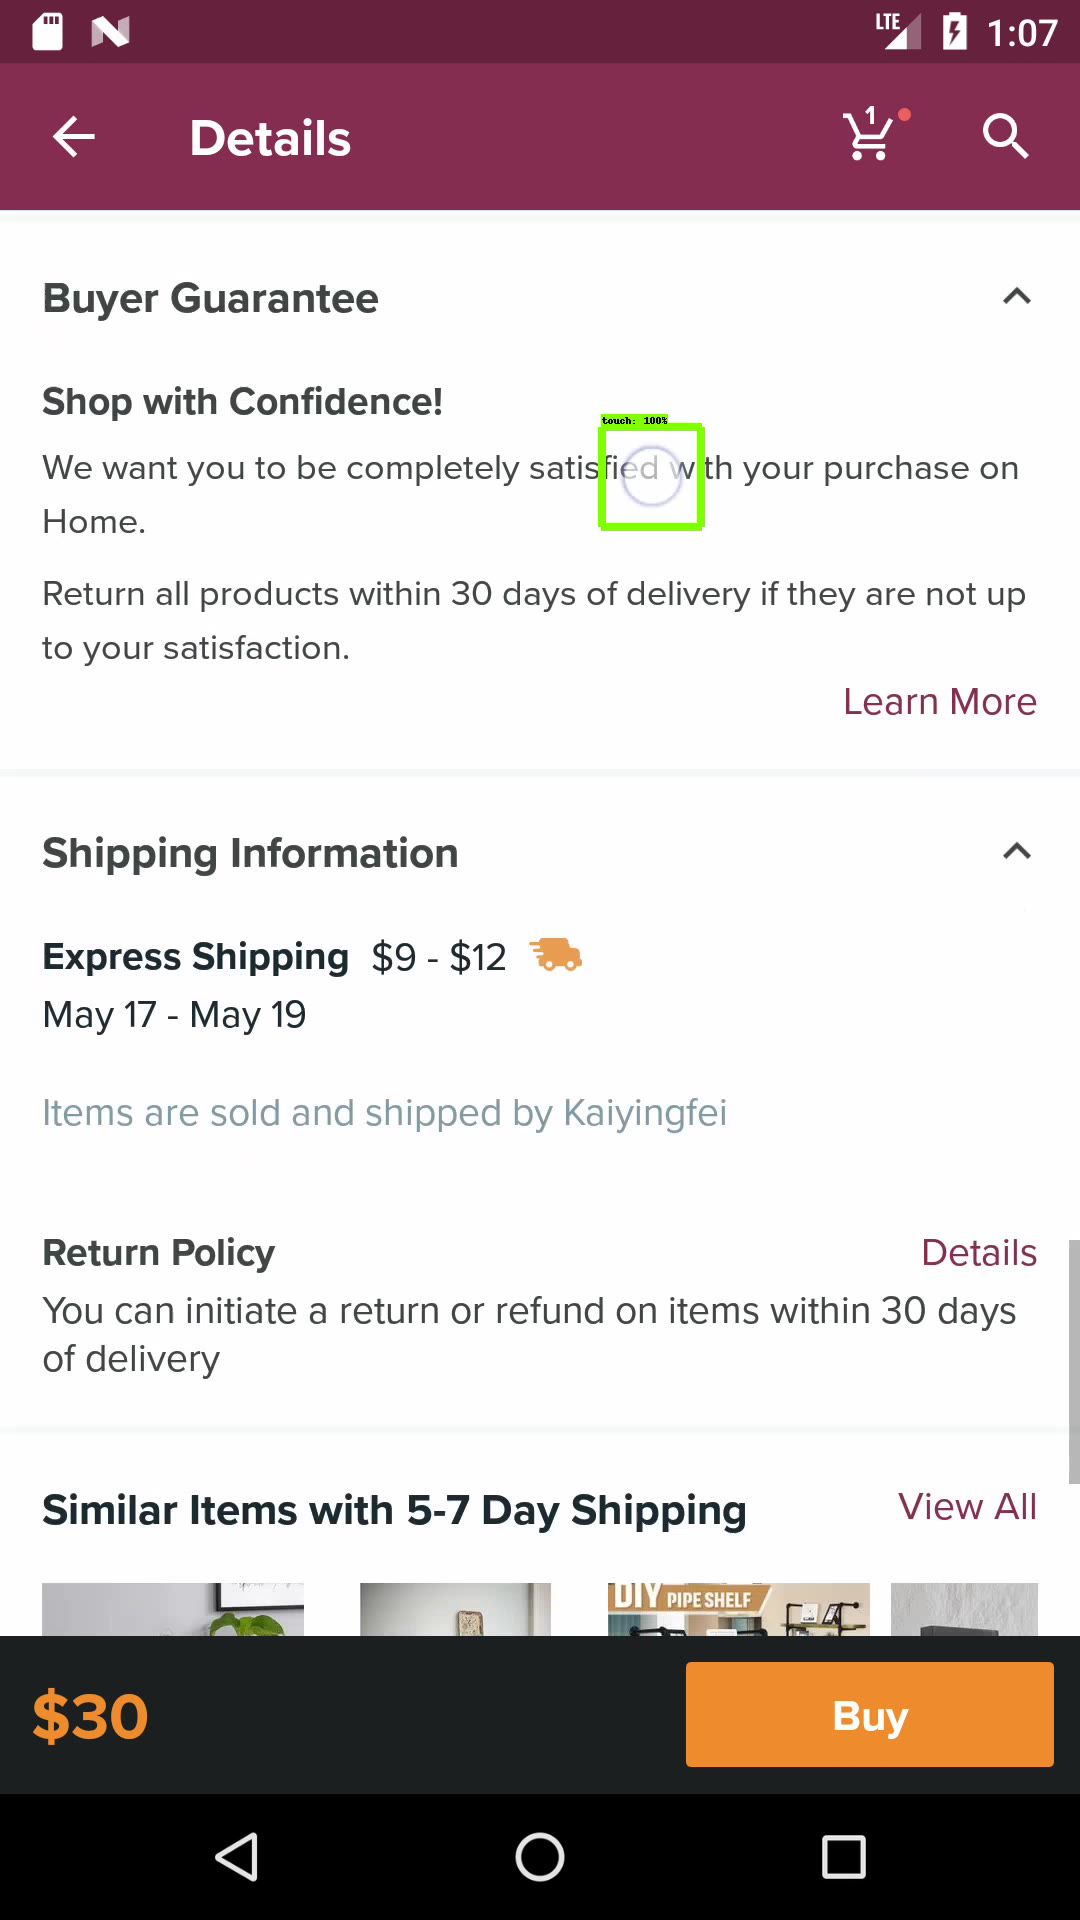 LTE 1:07
Details
1
Buyer Guarantee
Shop with Confidence!
touch: 100%
We want you to be completely satisfied with your purchase on
Home.
Return all products within 30 days of delivery if they are not up
to your satisfaction.
Learn More
Shipping Information
Express Shipping $9 - $12
May 17 - May 19
Items are sold and shipped by Kaiyingfei
Return Policy Details
You can initiate a return or refund on items within 30 days
of delivery
Similar Items with 5-7 Day Shipping View All
DIY PIPE SHELF
$30 Buy